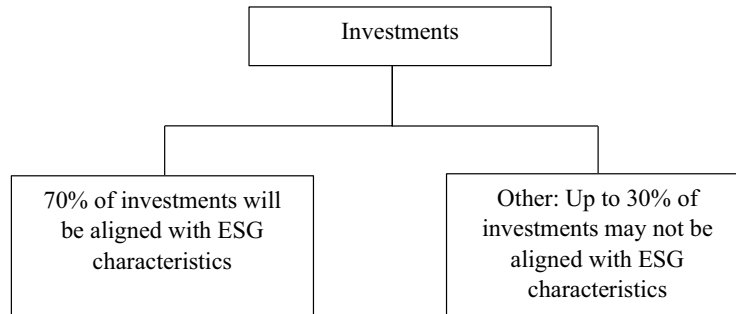 Investments
70% of investments will
be aligned with ESG
characteristics
Other: Up to 30% of
investments may not be
aligned with ESG
characteristics